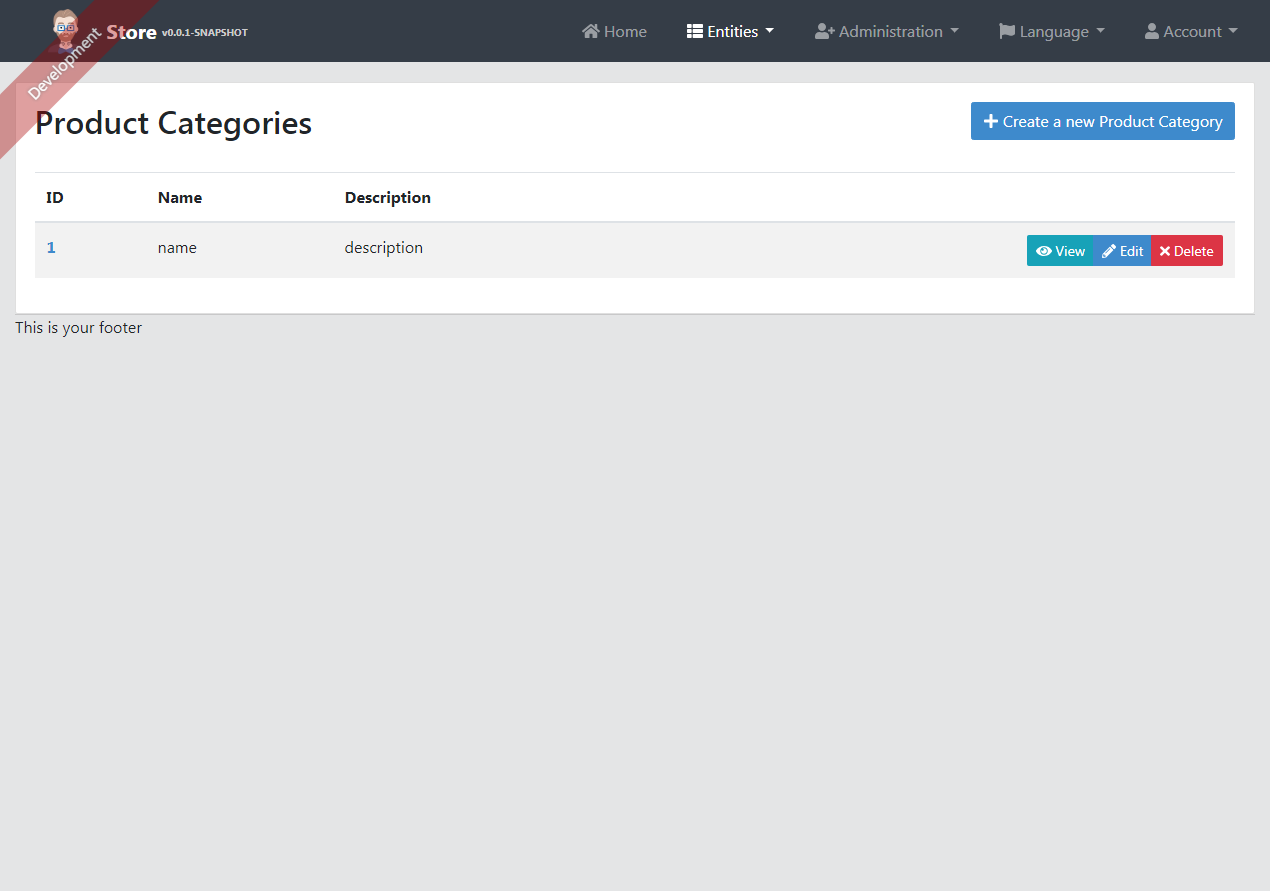 Development
Store v0.0.1-SNAPSHOT Home Entities Administration Language Account
Product Categories
Create a new Product Category
ID Name Description
1 name description View Edit Delete
This is your footer